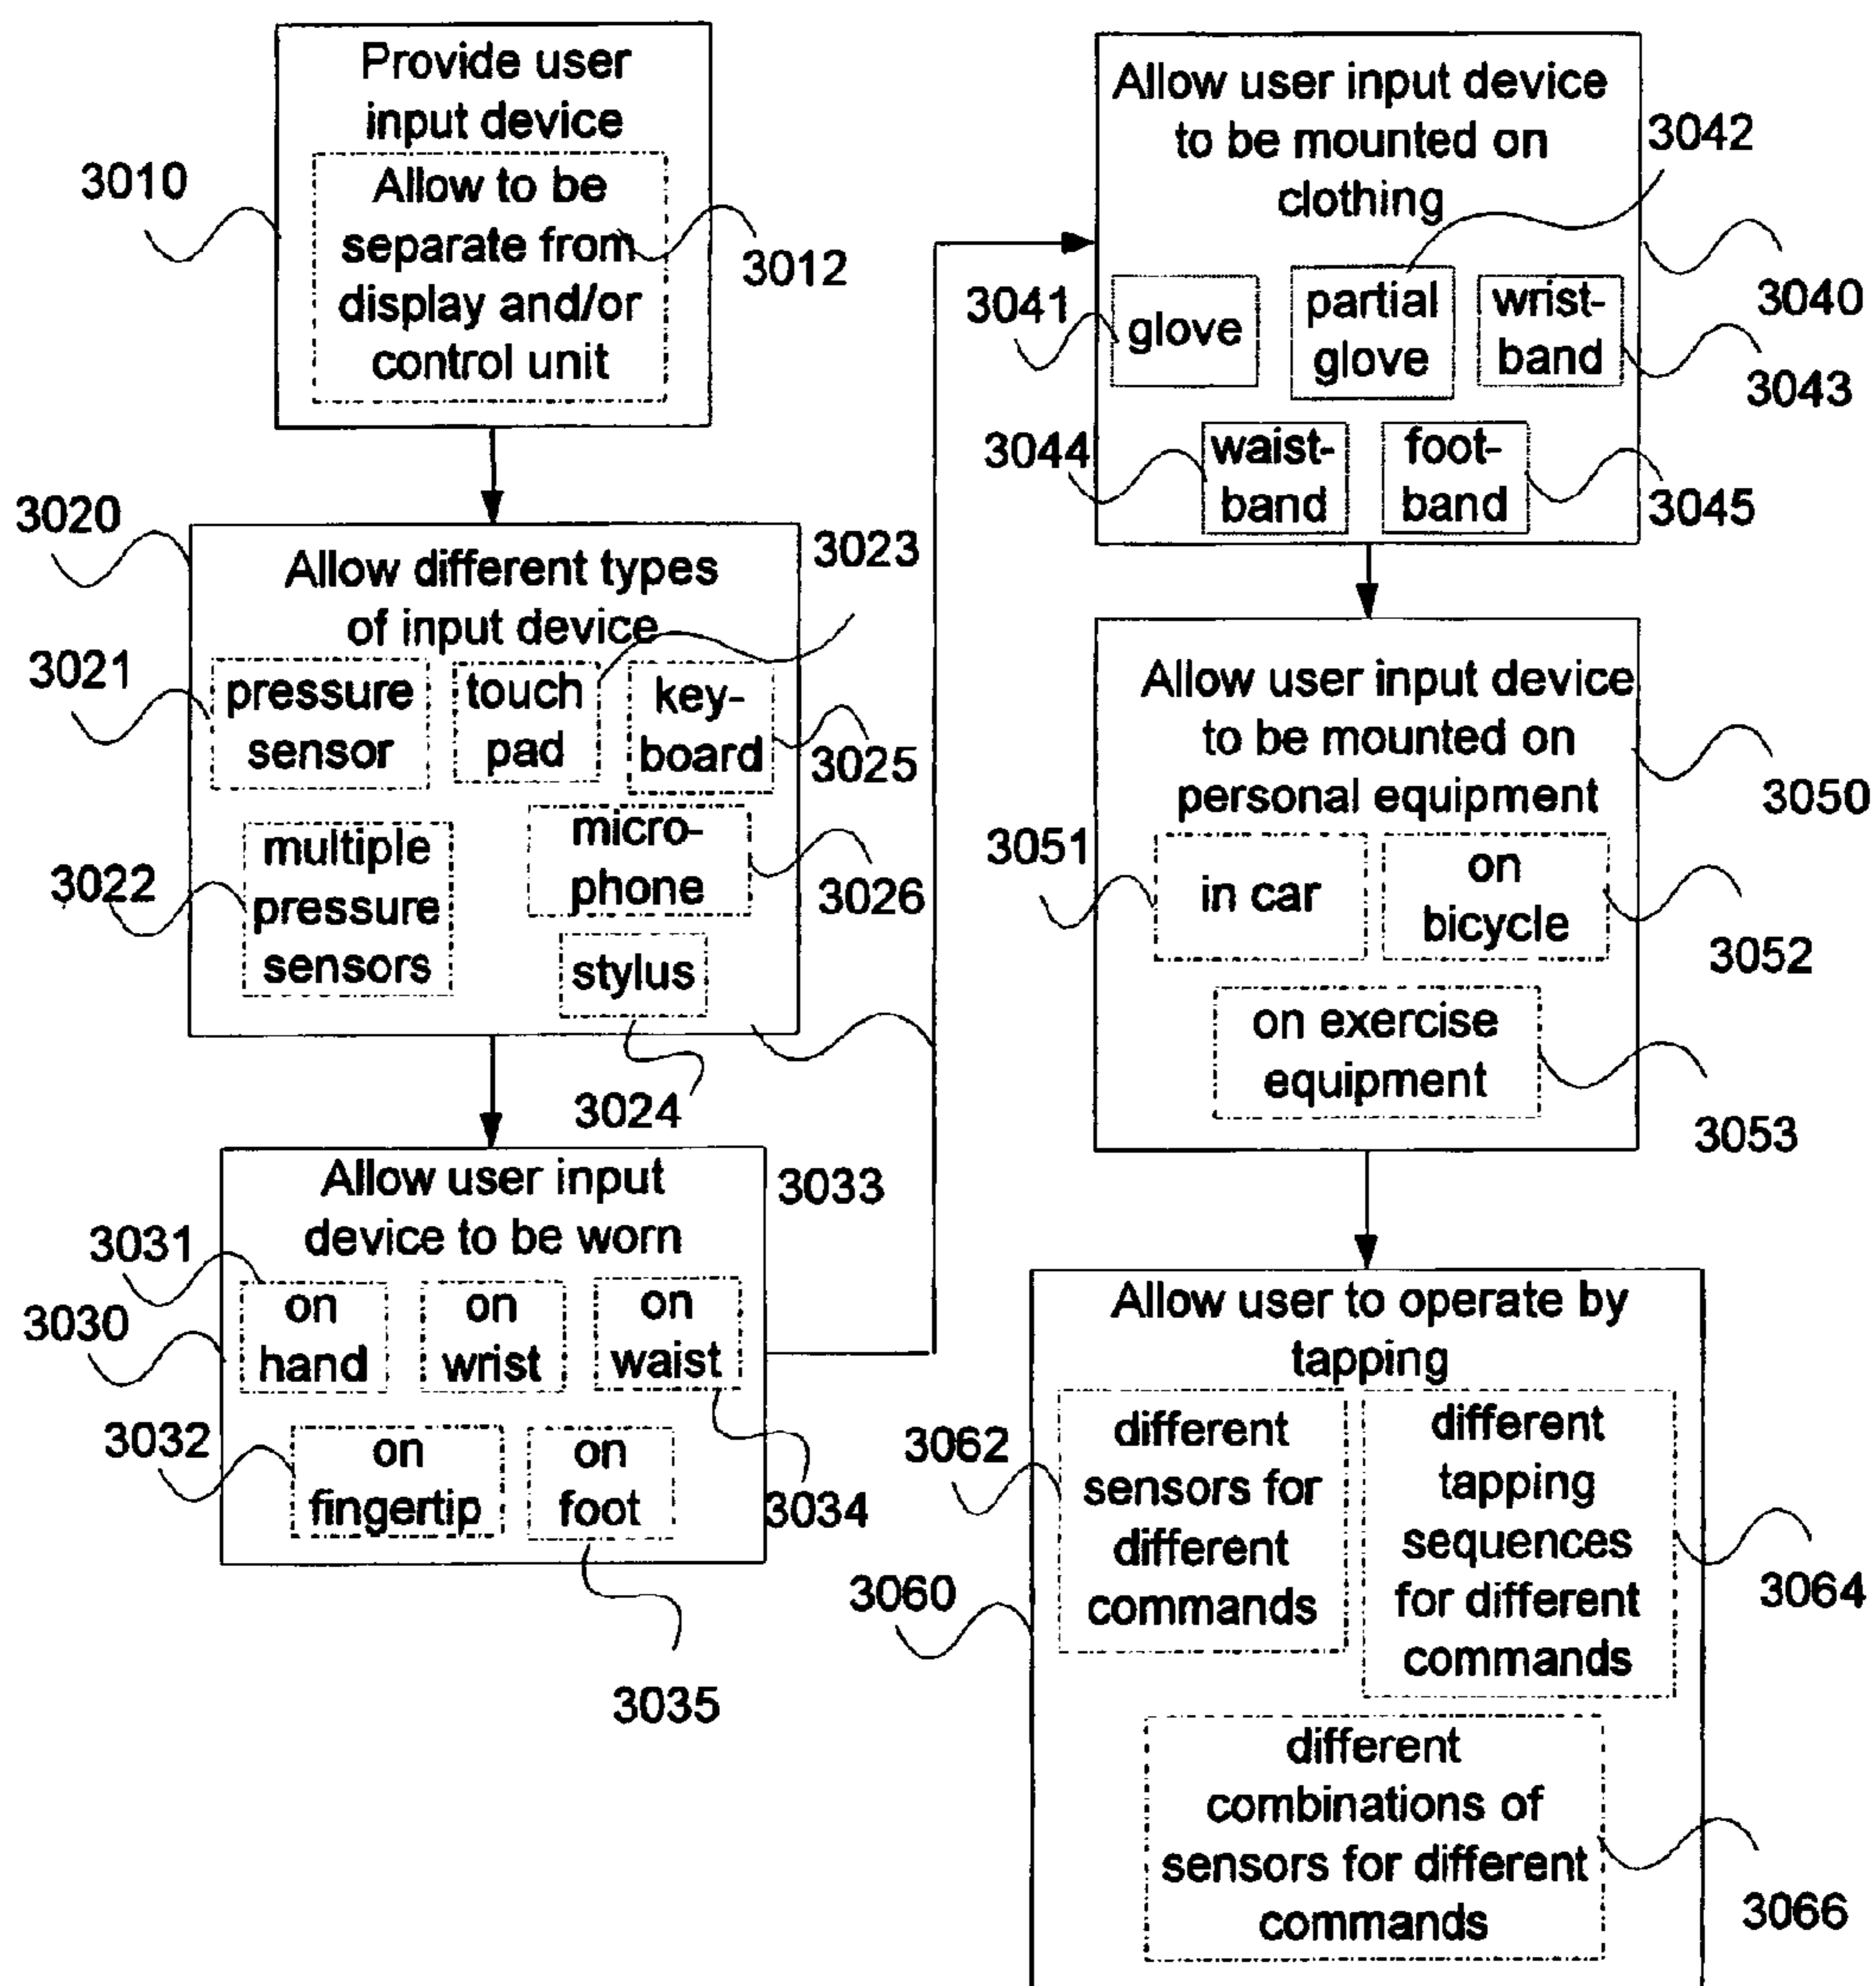 Provide user
input device
3010
Allow to be
separate from
display and/or
control unit
3012
3020
Allow different types
of input device
3023
3021
pressure
sensor
touch
pad
key-
board
3025
3022
multiple
pressure
sensors
micro-
phone
3026
stylus
3024
Allow user input
device to be worn
3033
3031
3030
on
hand
on
wrist
on
waist
3032
on
fingertip
on
foot
3034
3035
Allow user input device
to be mounted on
clothing
3042
3040
3041
glove
partial
glove
wrist-
band
3043
3044
waist-
band
foot-
band
3045
Allow user input device
to be mounted on
personal equipment
3050
3051
in car
on
bicycle
3052
on exercise
equipment
3053
Allow user to operate by
tapping
3062
different
sensors for
different
commands
different
tapping
sequences
for different
commands
3064
3060
different
combinations of
sensors for different
commands
3066